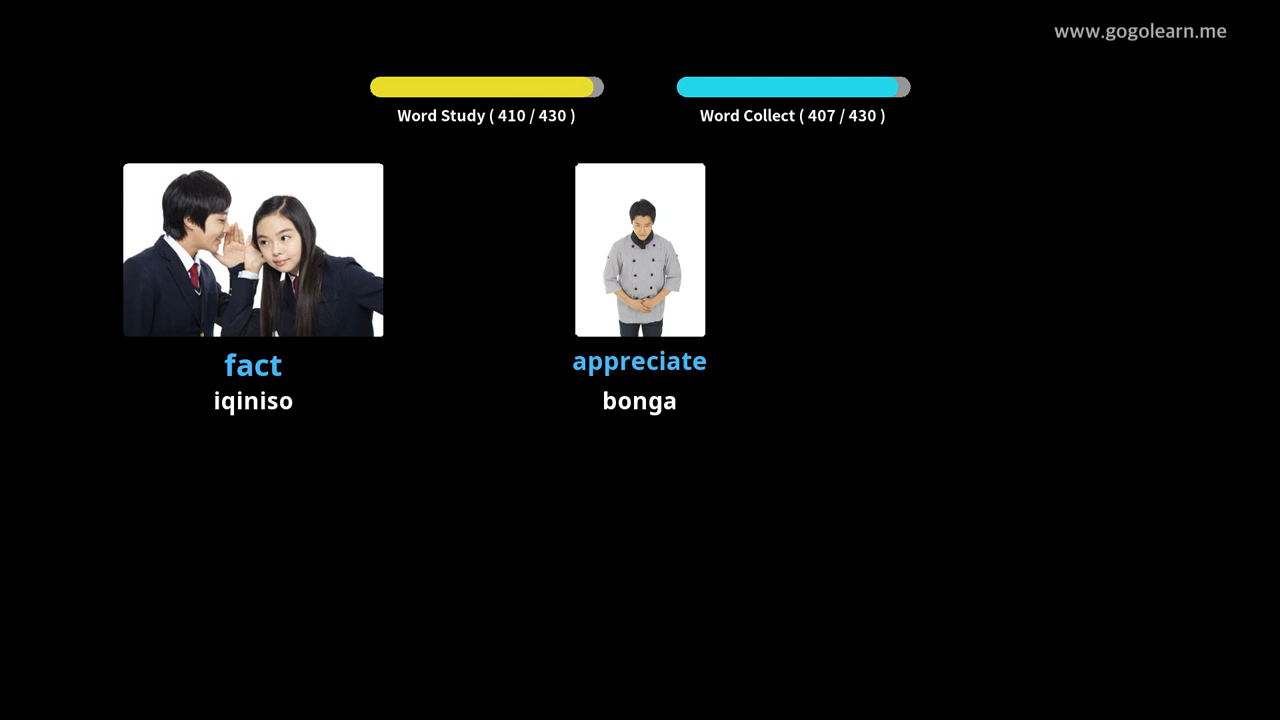 www.gogolearn.me
Word Study ( 410 / 430 )
Word Collect ( 407 / 430 )
fact
iqiniso
appreciate
bonga